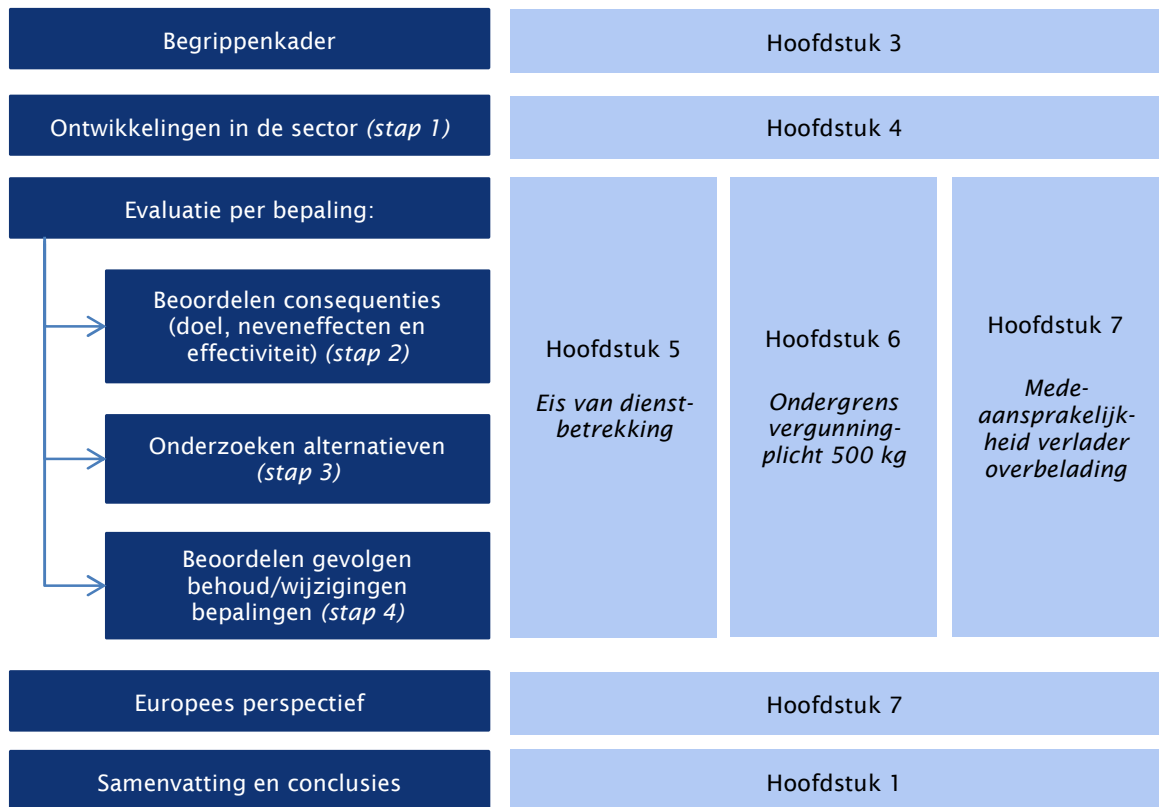 Begrippenkader
Hoofdstuk 3
Ontwikkelingen in de sector (stap 1)
Hoofdstuk 4
Evaluatie per bepaling:
Beoordelen consequenties
(doel, neveneffecten en
effectiviteit) (stap 2)
Onderzoeken alternatieven
(stap 3)
Beoordelen gevolgen
behoud/wijzigingen
bepalingen (stap 4)
Hoofdstuk 5
Eis van dienst-
betrekking
Hoofdstuk 6
Ondergrens
vergunning-
plicht 500 kg
Hoofdstuk 7
Mede-
aansprakelijk-
heid verlader
overbelading
Europees perspectief
Hoofdstuk 7
Samenvatting en conclusies
Hoofdstuk 1